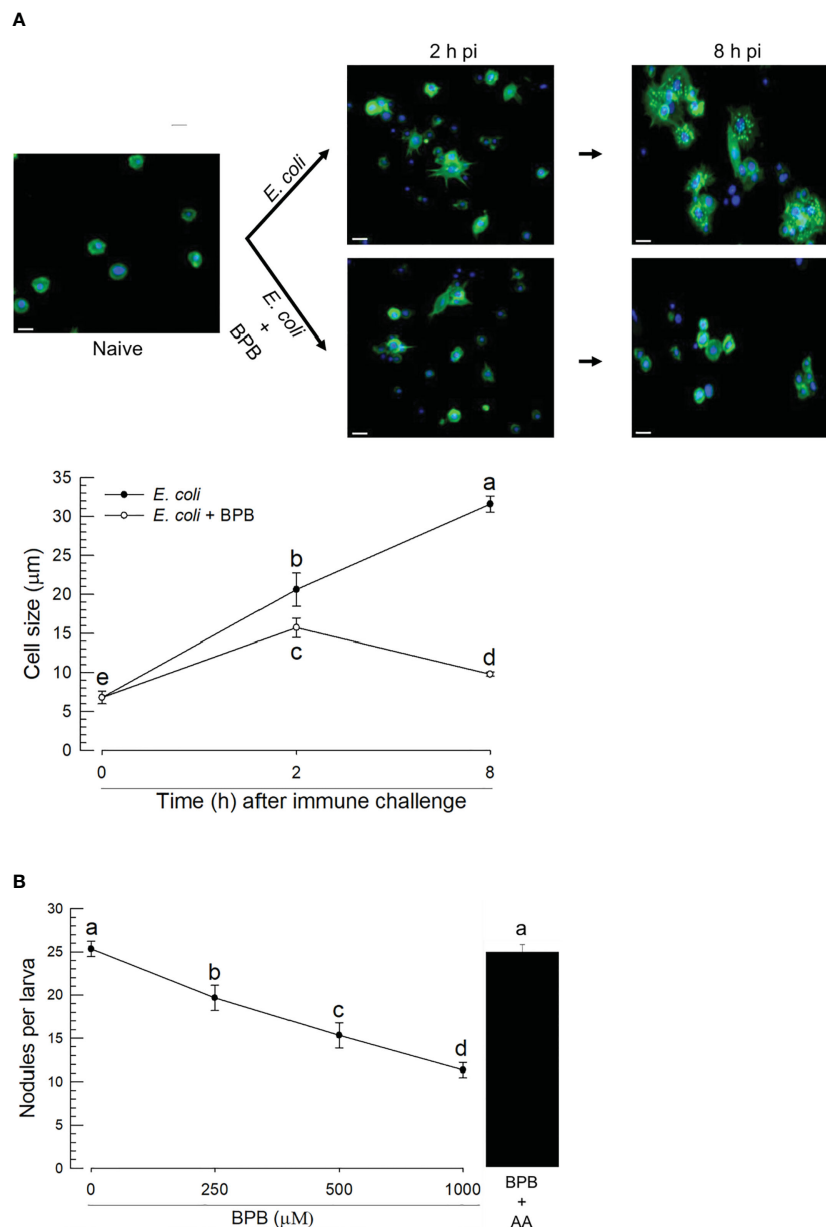 A
2 h pi
8 h pi
E. coli
E. coli
+
BPB
Naive
35
30
25
20
15
10
5
0
Cell size (µm)
E. coli
E. coli + BPB
a
b
c
d
e
0
2
8
Time (h) after immune challenge
B
30
25
20
15
10
5
0
Nodules per larva
a
b
c
d
a
0
250
500
1000
BPB (µM)
BPB
+
AA